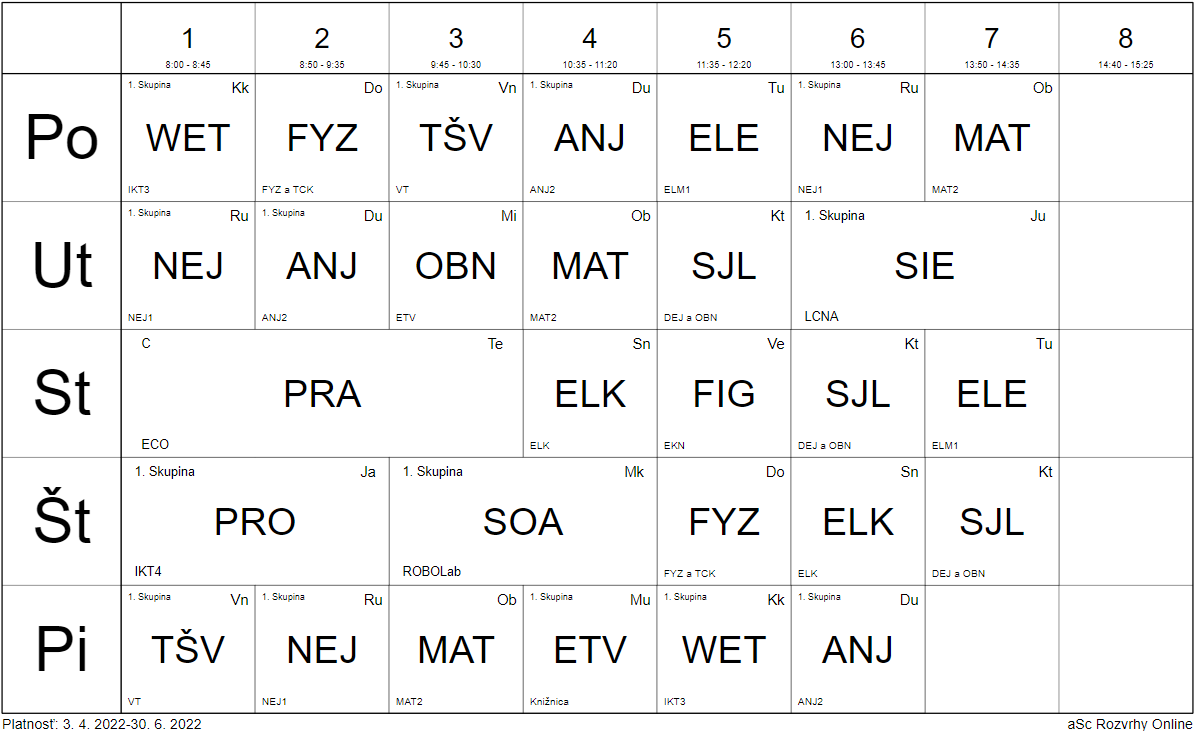 1 2 3 4 5 6 7 8
8:00 - 8:45 8:50 - 9:35 9:45 - 10:30 10:35 - 11:20 11:35 - 12:20 13:00 - 13:45 13:50 - 14:35 14:40 - 15:25
1. Skupina Kk Do 1. Skupina Vn 1. Skupina Du Tu 1. Skupina Ru Ob
Po WET FYZ TŠV ANJ ELE NEJ MAT
IKT3 FYZ a TCK VT ANJ2 ELM1 NEJ1 MAT2
1. Skupina Ru 1. Skupina Du Mi Ob Kt 1. Skupina Ju
Ut NEJ ANJ OBN MAT SJL SIE
NEJ1 ANJ2 ETV MAT2 DEJ a OBN LCNA
C Te Sn Ve Kt Tu
St PRA ELK FIG SJL ELE
ECO ELK EKN DEJ a OBN ELM1
1. Skupina Ja 1. Skupina Mk Do Sn Kt
Št PRO SOA FYZ ELK SJL
IKT4 ROBOLab FYZ a TCK ELK DEJ a OBN
1. Skupina Vn 1. Skupina Ru Ob 1. Skupina Mu 1. Skupina Kk 1. Skupina Du
Pi TŠV NEJ MAT ETV WET ANJ
VT NEJ1 MAT2 Knižnica IKT3 ANJ2
Platnosť: 3. 4. 2022-30. 6. 2022 aSc Rozvrhy Online